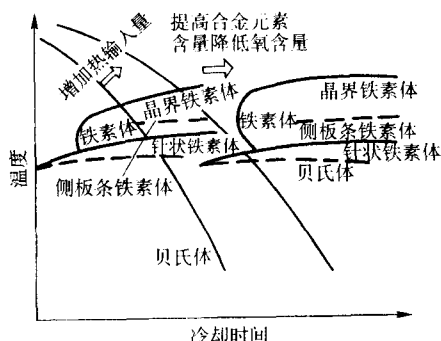 提高合金元素
含量降低氧含量
增加热输入量
晶界铁素体
铁素体
针状铁素体
侧板条铁素体
贝氏体
晶界铁素体
铁素体
侧板条铁素体
针状铁素体
贝氏体
温度
冷却时间